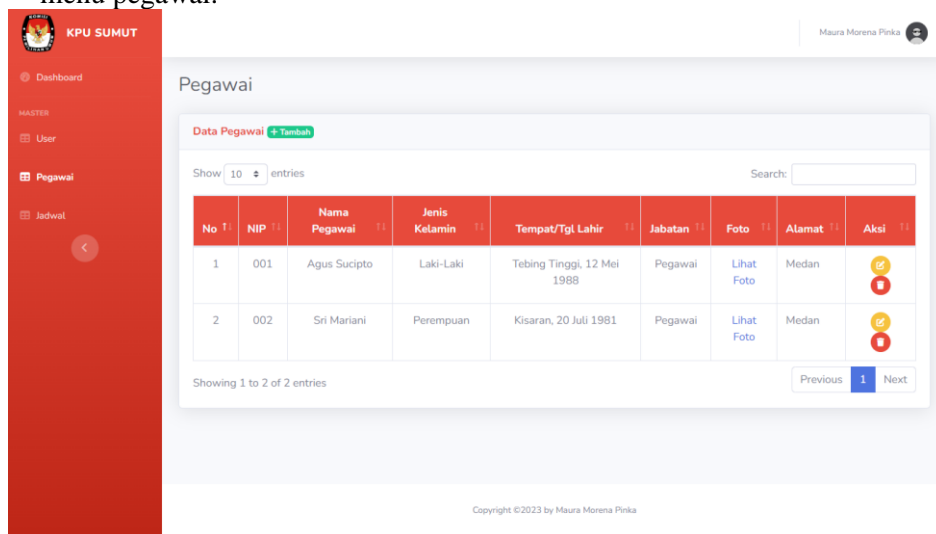 menu pegawai.
KPU SUMUT
Maura Morena Pinka
Dashboard
Pegawai
MASTER
User
Pegawai
Jadwal
Data Pegawai + Tambah
Show 10 entries
Search:
No NIP Nama Pegawai Jenis Kelamin Tempat/Tgl Lahir Jabatan Foto Alamat Aksi
1 001 Agus Sucipto Laki-Laki Tebing Tinggi, 12 Mei 1988 Pegawai Lihat Foto Medan
2 002 Sri Mariani Perempuan Kisaran, 20 Juli 1981 Pegawai Lihat Foto Medan
Showing 1 to 2 of 2 entries
Previous 1 Next
Copyright ©2023 by Maura Morena Pinka